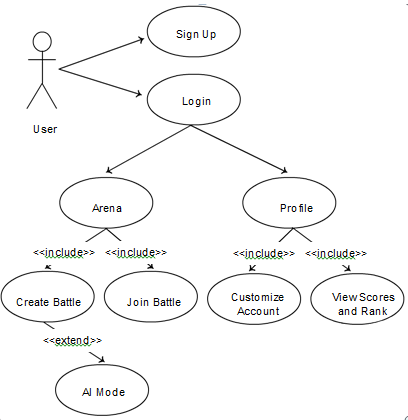 Sign Up
Login
User
Arena
Profile
<<include>> <<include>> <<include>> <<include>>
Create Battle
Join Battle
Customize
Account
View Scores
and Rank
<<extend>>
AI Mode